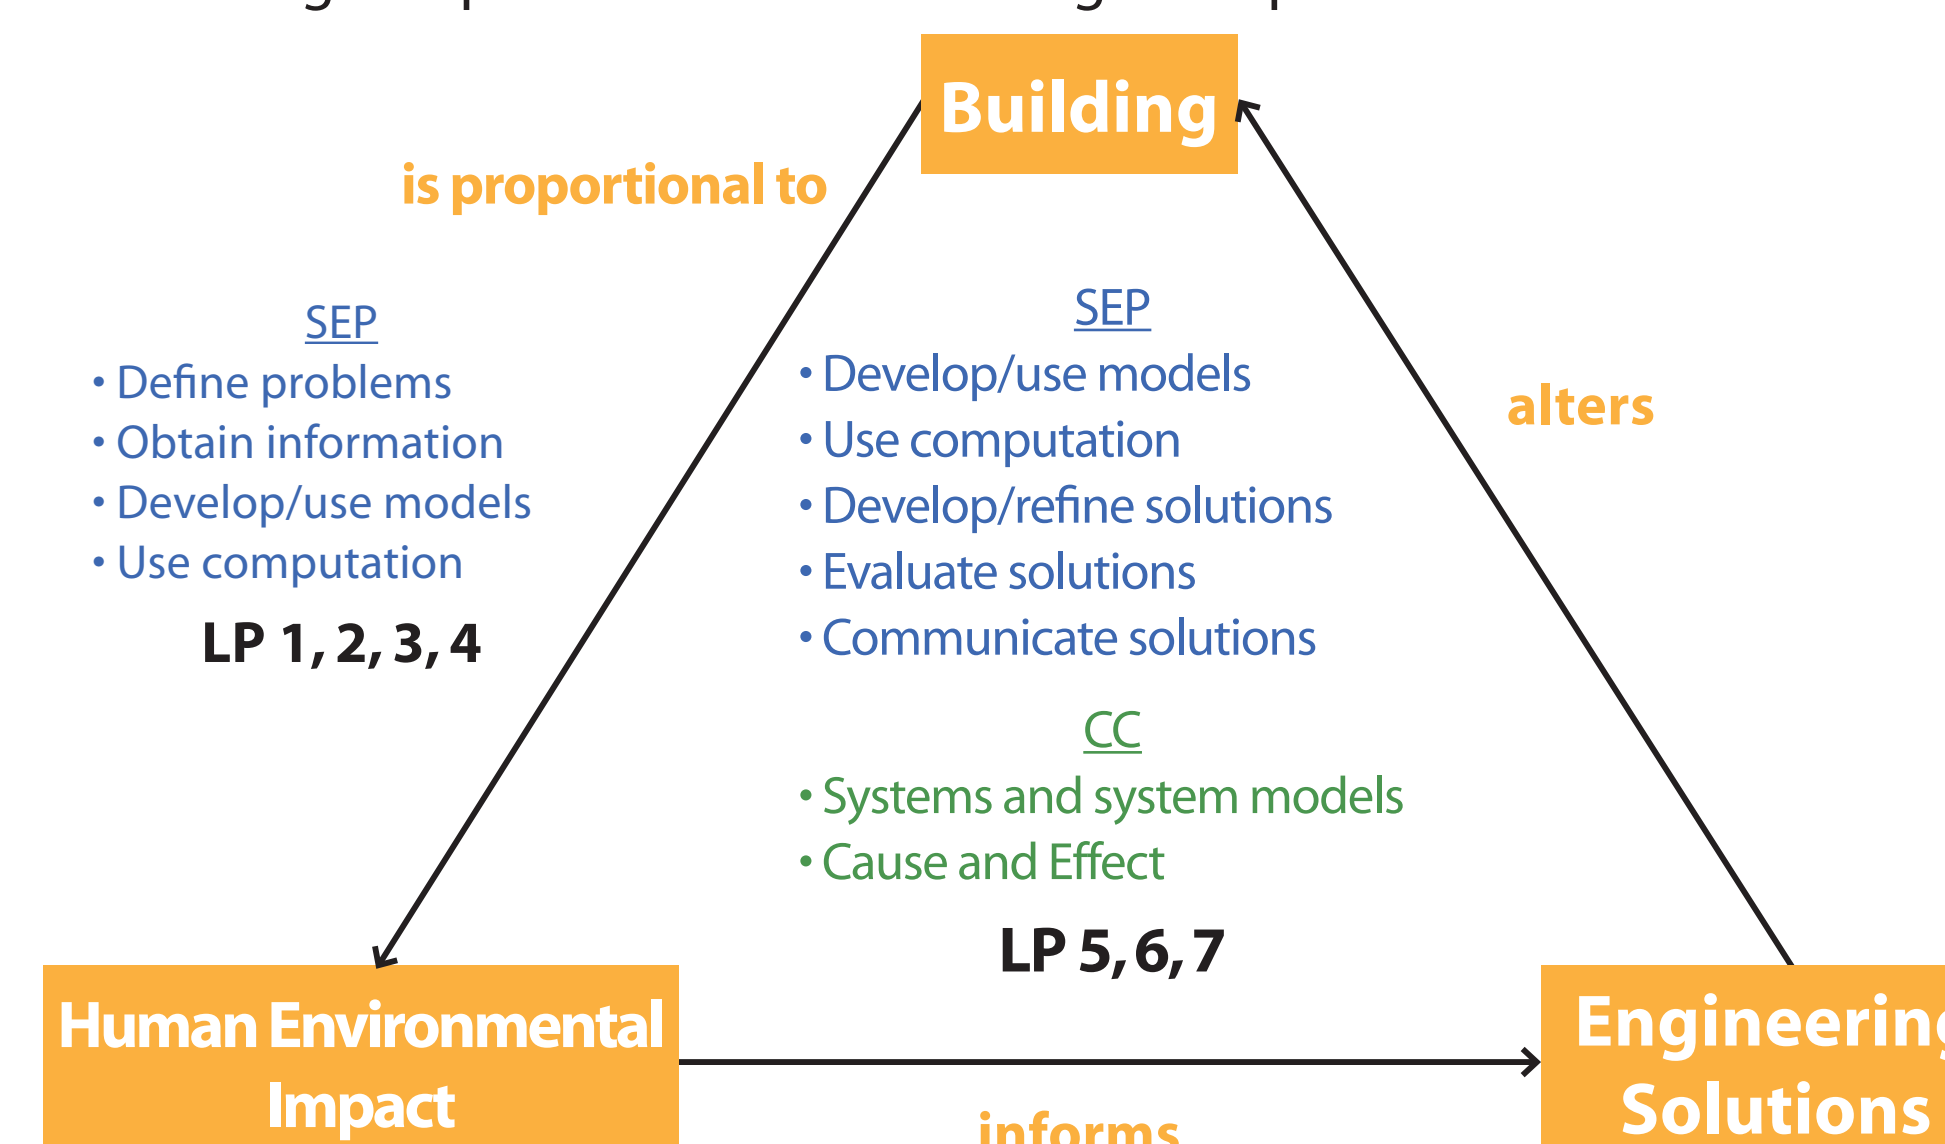 Building
is proportional to
SEP
• Define problems
• Obtain information
• Develop/use models
• Use computation
LP 1, 2, 3, 4
SEP
• Develop/use models
• Use computation
• Develop/refine solutions
• Evaluate solutions
• Communicate solutions
CC
• Systems and system models
• Cause and Effect
LP 5, 6, 7
alters
Human Environmental
Impact
informs
Engineering
Solutions